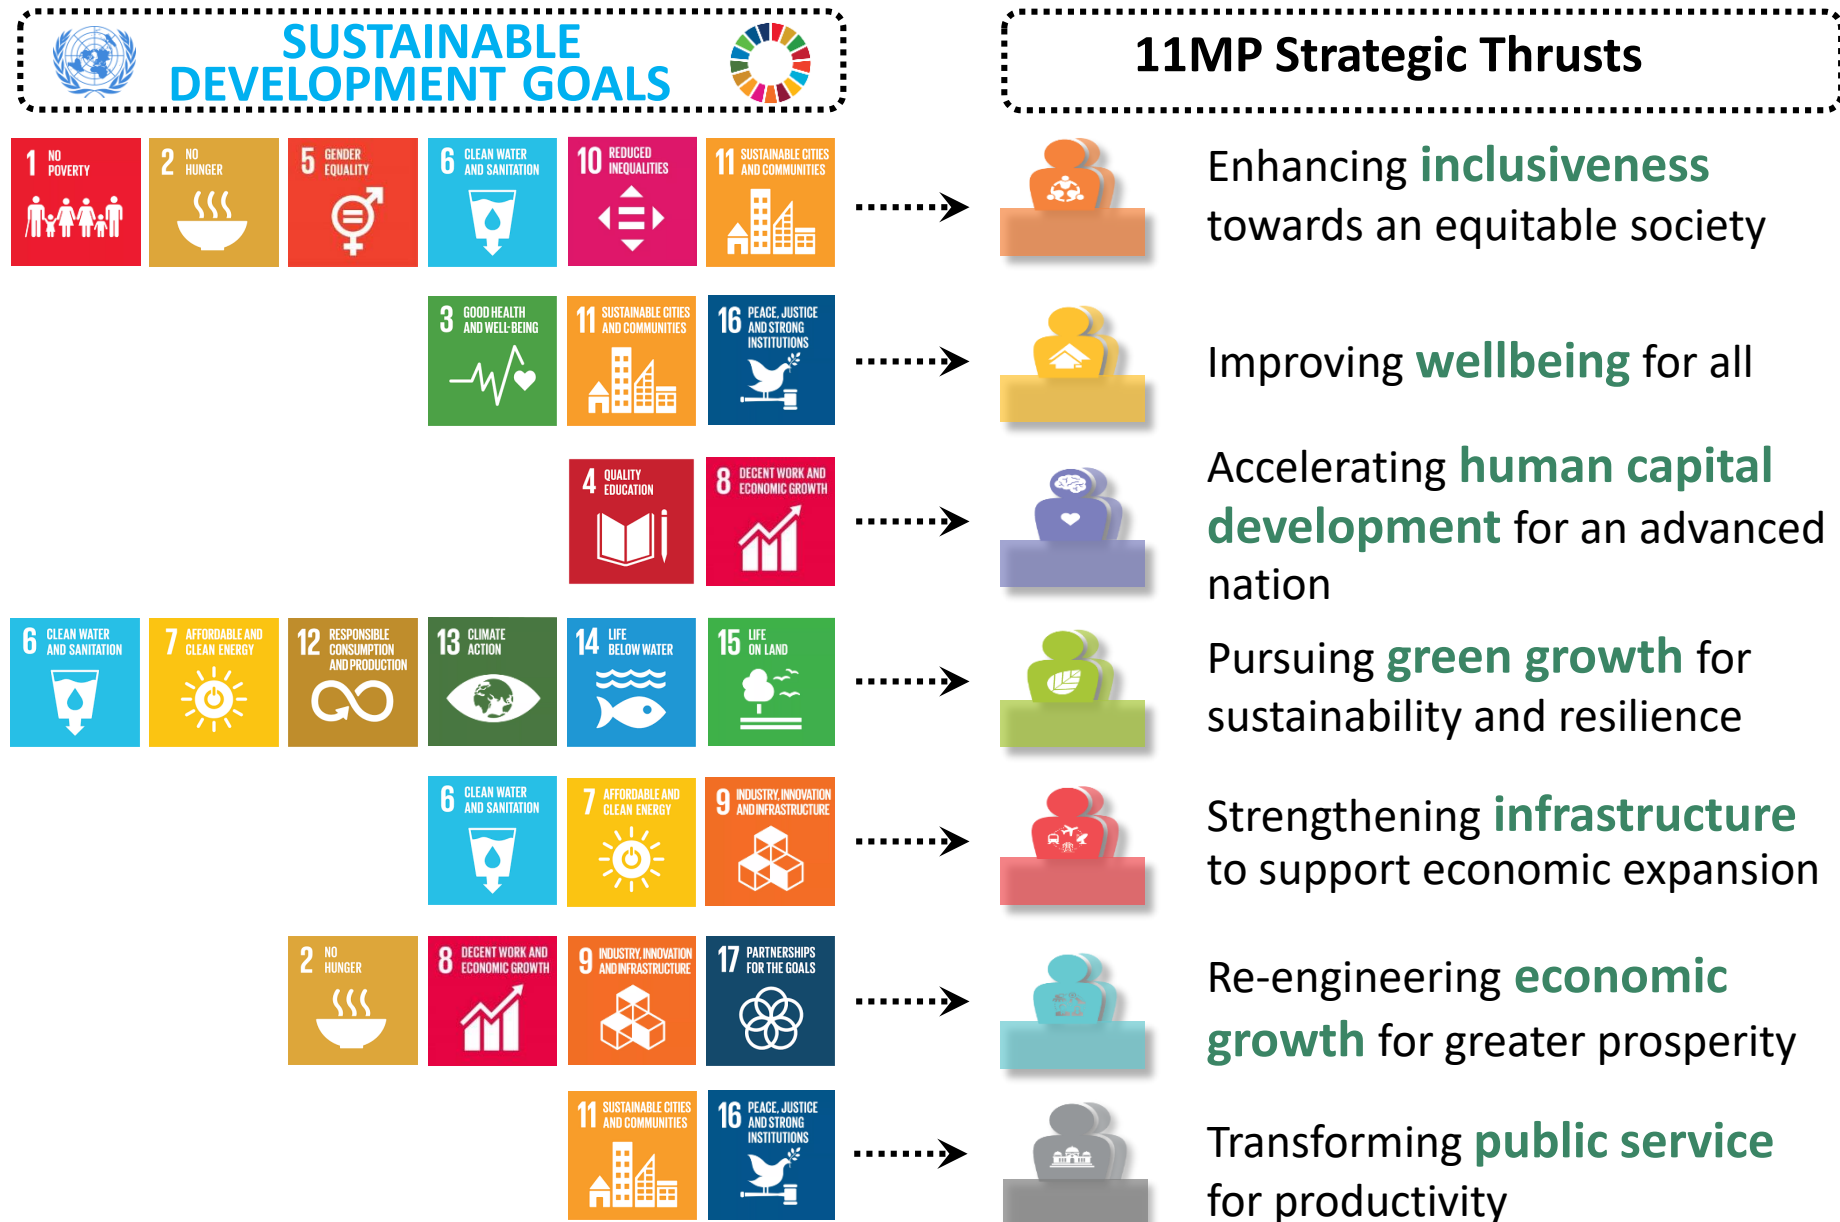 SUSTAINABLE
DEVELOPMENT GOALS
11MP Strategic Thrusts
1 NO
POVERTY
2 NO
HUNGER
5 GENDER
EQUALITY
6 CLEAN WATER
AND SANITATION
10 REDUCED
INEQUALITIES
11 SUSTAINABLE CITIES
AND COMMUNITIES
Enhancing inclusiveness
towards an equitable society
3 GOOD HEALTH
AND WELL-BEING
11 SUSTAINABLE CITIES
AND COMMUNITIES
16 PEACE, JUSTICE
AND STRONG
INSTITUTIONS
Improving wellbeing for all
4 QUALITY
EDUCATION
8 DECENT WORK AND
ECONOMIC GROWTH
Accelerating human capital
development for an advanced
nation
6 CLEAN WATER
AND SANITATION
7 AFFORDABLE AND
CLEAN ENERGY
12 RESPONSIBLE
CONSUMPTION
AND PRODUCTION
13 CLIMATE
ACTION
14 LIFE
BELOW WATER
15 LIFE
ON LAND
Pursuing green growth for
sustainability and resilience
6 CLEAN WATER
AND SANITATION
7 AFFORDABLE AND
CLEAN ENERGY
9 INDUSTRY, INNOVATION
AND INFRASTRUCTURE
Strengthening infrastructure
to support economic expansion
2 NO
HUNGER
8 DECENT WORK AND
ECONOMIC GROWTH
9 INDUSTRY, INNOVATION
AND INFRASTRUCTURE
17 PARTNERSHIPS
FOR THE GOALS
Re-engineering economic
growth for greater prosperity
11 SUSTAINABLE CITIES
AND COMMUNITIES
16 PEACE, JUSTICE
AND STRONG
INSTITUTIONS
Transforming public service
for productivity